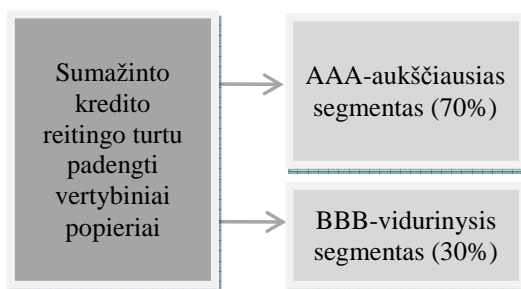 Sumažinto
kredito
reitingo turtu
padengti
vertybiniai
popieriai
AAA-aukščiausias
segmentas (70%)
BBB-vidurinysis
segmentas (30%)